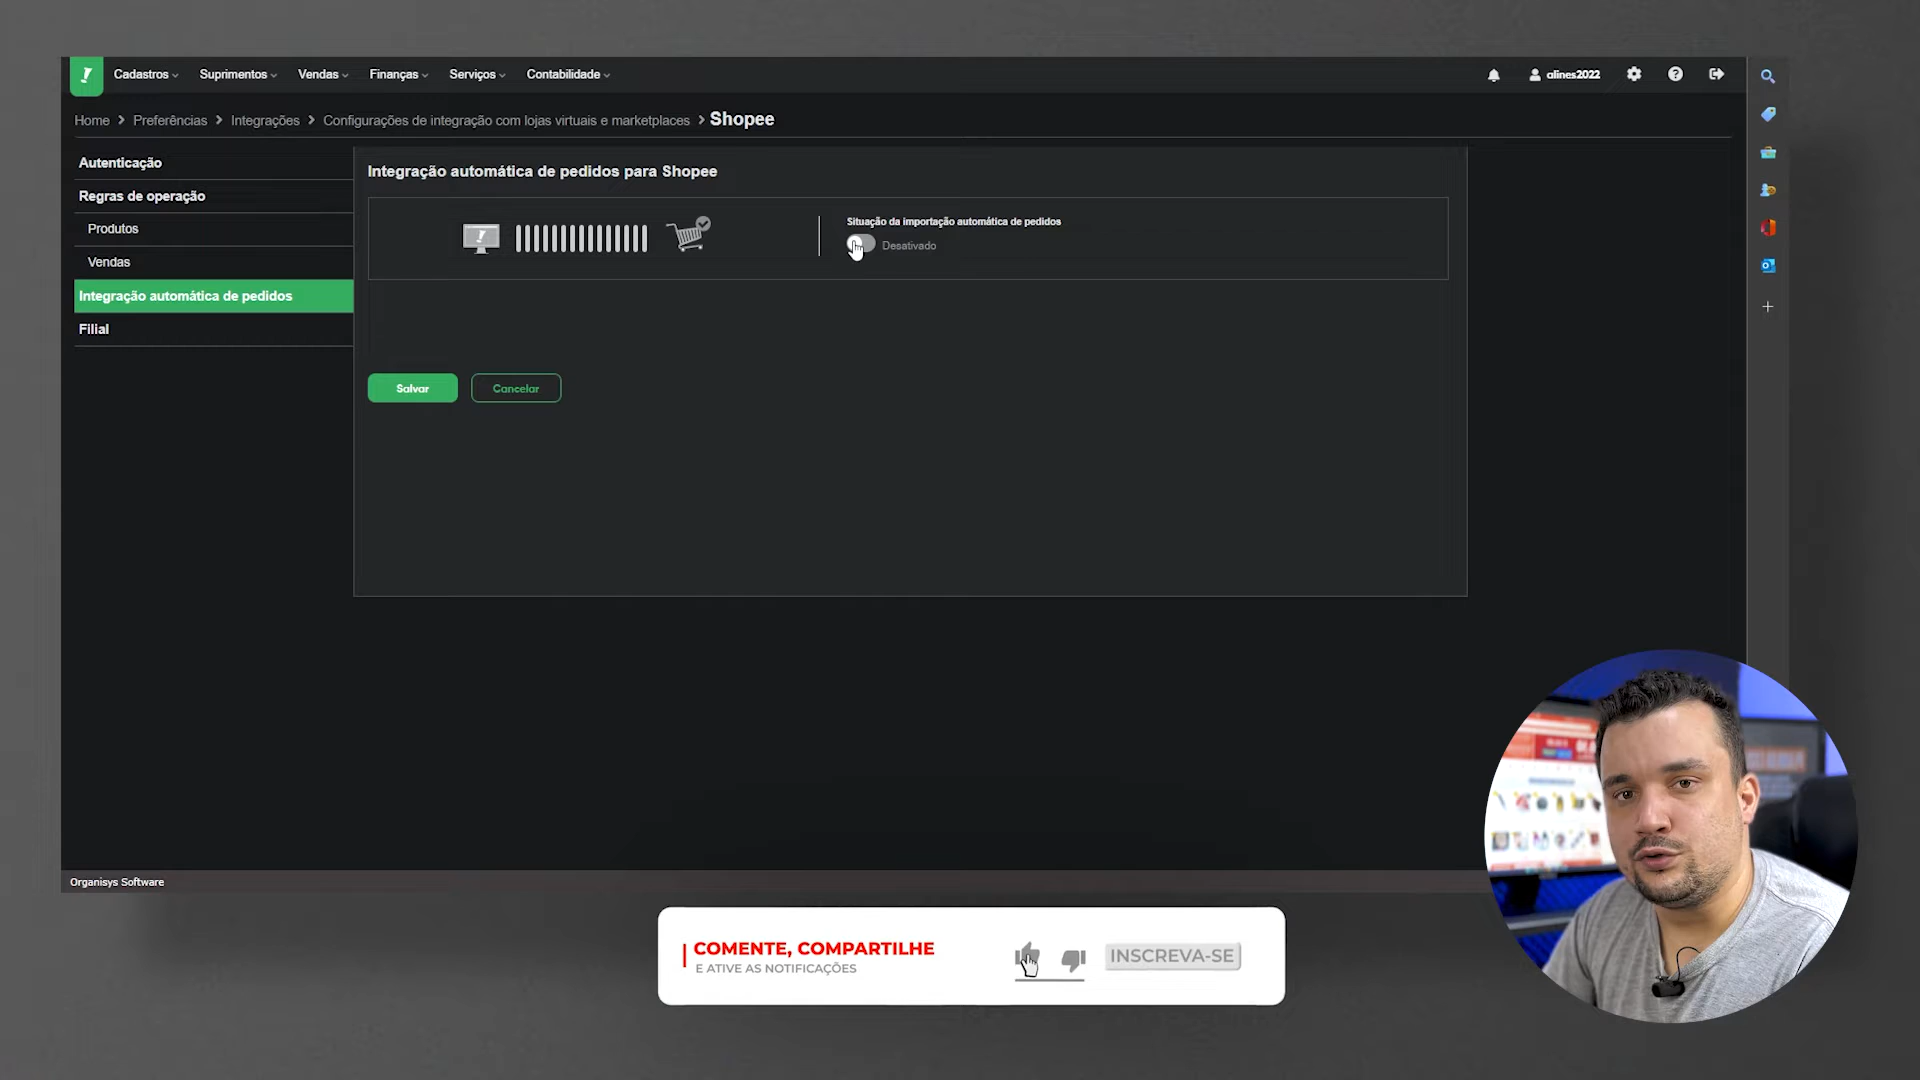 Cadastros
Suprimentos
Vendas
Finanças
Serviços
Contabilidade
alines2022
Home > Preferências > Integrações > Configurações de integração com lojas virtuais e marketplaces > Shopee
Autenticação
Regras de operação
Produtos
Vendas
Integração automática de pedidos
Filial
Integração automática de pedidos para Shopee
Situação da importação automática de pedidos
Desativado
Salvar
Cancelar
Organisys Software
COMENTE, COMPARTILHE
E ATIVE AS NOTIFICAÇÕES
INSCREVA-SE